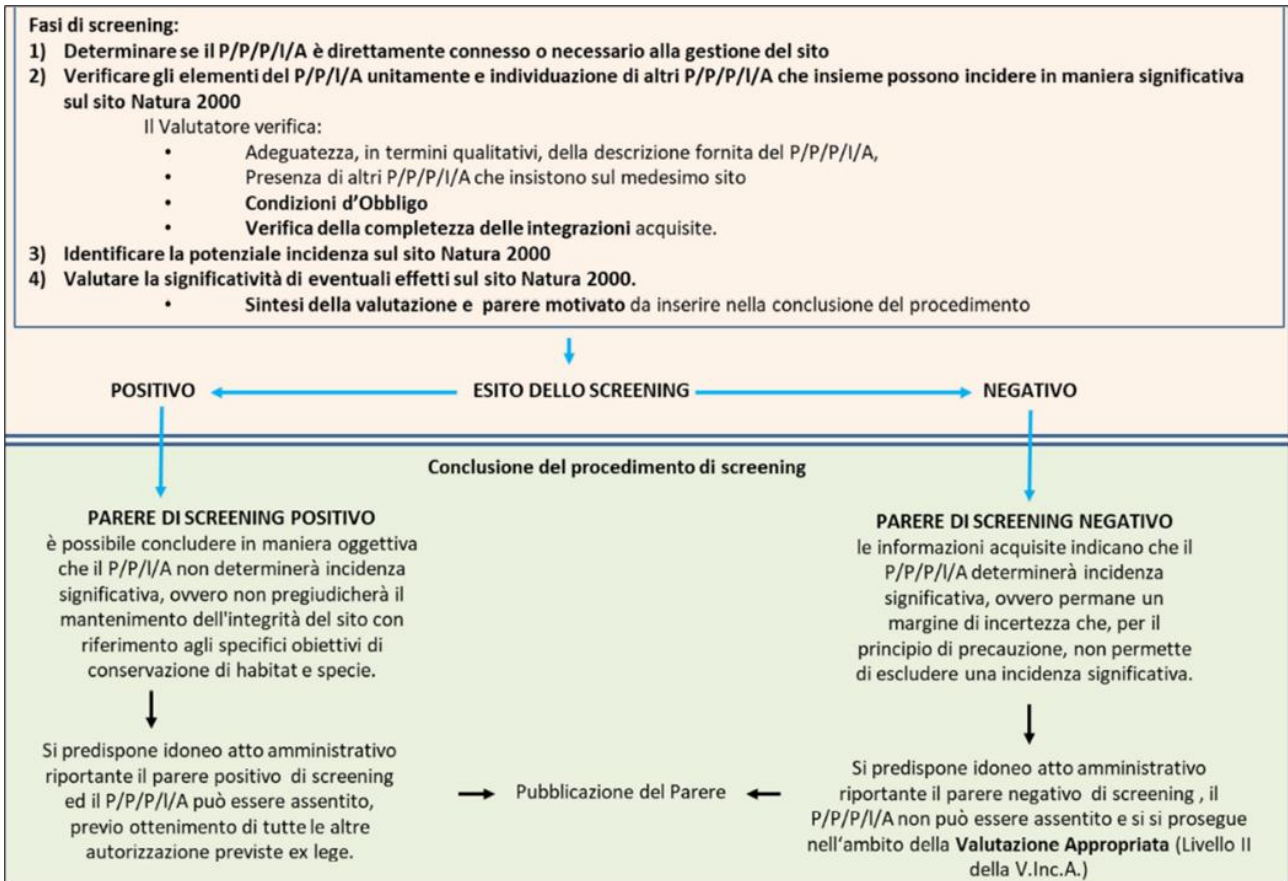 Fasi di screening:
1) Determinare se il P/P/P/I/A è direttamente connesso o necessario alla gestione del sito
2) Verificare gli elementi del P/P/I/A unitamente e individuazione di altri P/P/P/I/A che insieme possono incidere in maniera significativa
sul sito Natura 2000
Il Valutatore verifica:
• Adeguatezza, in termini qualitativi, della descrizione fornita del P/P/P/I/A,
• Presenza di altri P/P/P/I/A che insistono sul medesimo sito
• Condizioni d'Obbligo
• Verifica della completezza delle integrazioni acquisite.
3) Identificare la potenziale incidenza sul sito Natura 2000
4) Valutare la significatività di eventuali effetti sul sito Natura 2000.
• Sintesi della valutazione e parere motivato da inserire nella conclusione del procedimento
POSITIVO
ESITO DELLO SCREENING
NEGATIVO
Conclusione del procedimento di screening
PARERE DI SCREENING POSITIVO
è possibile concludere in maniera oggettiva
che il P/P/I/A non determinerà incidenza
significativa, ovvero non pregiudicherà il
mantenimento dell'integrità del sito con
riferimento agli specifici obiettivi di
conservazione di habitat e specie.
Si predispone idoneo atto amministrativo
riportante il parere positivo di screening
ed il P/P/P/I/A può essere assentito,
previo ottenimento di tutte le altre
autorizzazione previste ex lege.
Pubblicazione del Parere
PARERE DI SCREENING NEGATIVO
le informazioni acquisite indicano che il
P/P/P/I/A determinerà incidenza
significativa, ovvero permane un
margine di incertezza che, per il
principio di precauzione, non permette
di escludere una incidenza significativa.
Si predispone idoneo atto amministrativo
riportante il parere negativo di screening , il
P/P/P/I/A non può essere assentito e si si prosegue
nell'ambito della Valutazione Appropriata (Livello II
della V.Inc.A.)